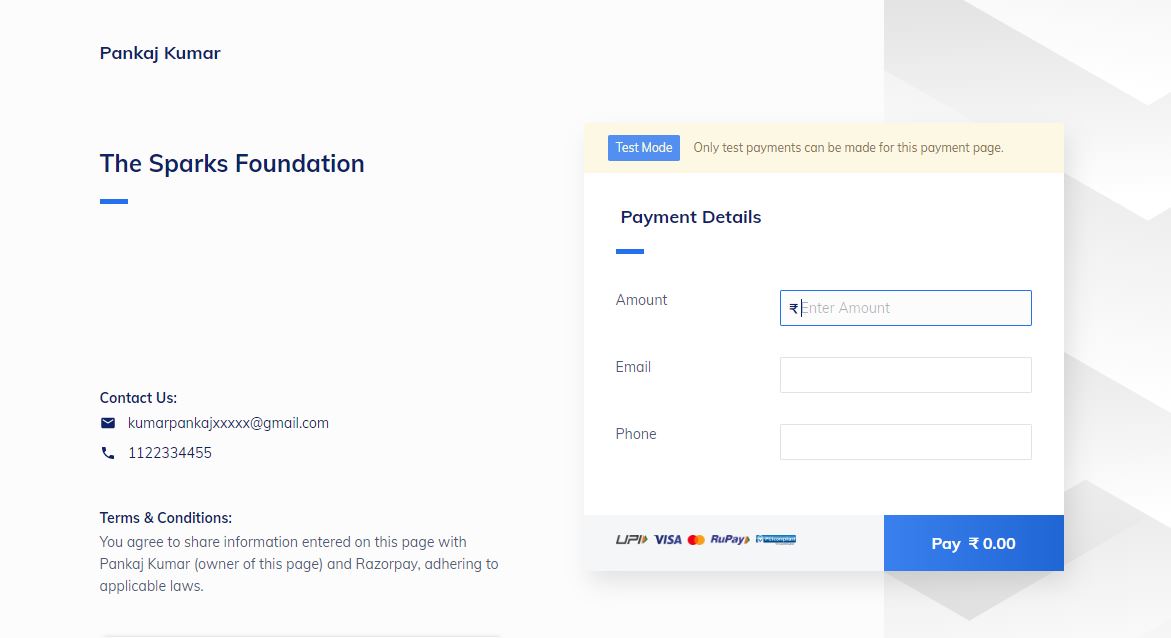 Pankaj Kumar
The Sparks Foundation
Contact Us:
kumarpankajxxxxx@gmail.com
1122334455
Terms & Conditions:
You agree to share information entered on this page with
Pankaj Kumar (owner of this page) and Razorpay, adhering to
applicable laws.
Test Mode Only test payments can be made for this payment page.
Payment Details
Amount ₹ Enter Amount
Email
Phone
UPI VISA RuPay
Pay ₹ 0.00